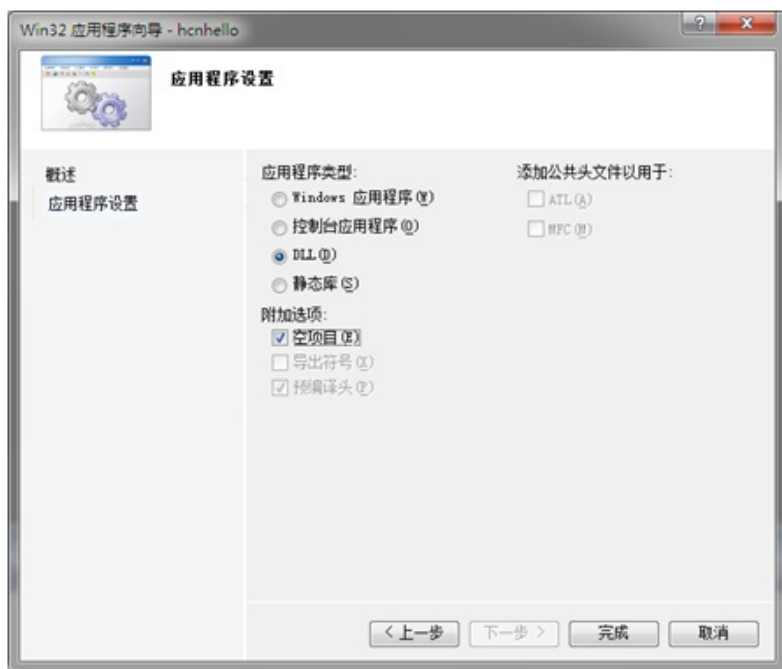 Win32 应用程序向导 - hcnhello
应用程序设置
概述
应用程序设置
应用程序类型:
Windows 应用程序(W)
控制台应用程序(O)
DLL(D)
静态库(S)
附加选项:
空项目(E)
导出符号(X)
预编译头(P)
添加公共头文件以用于:
ATL(A)
MFC(M)
< 上一步
下一步 >
完成
取消